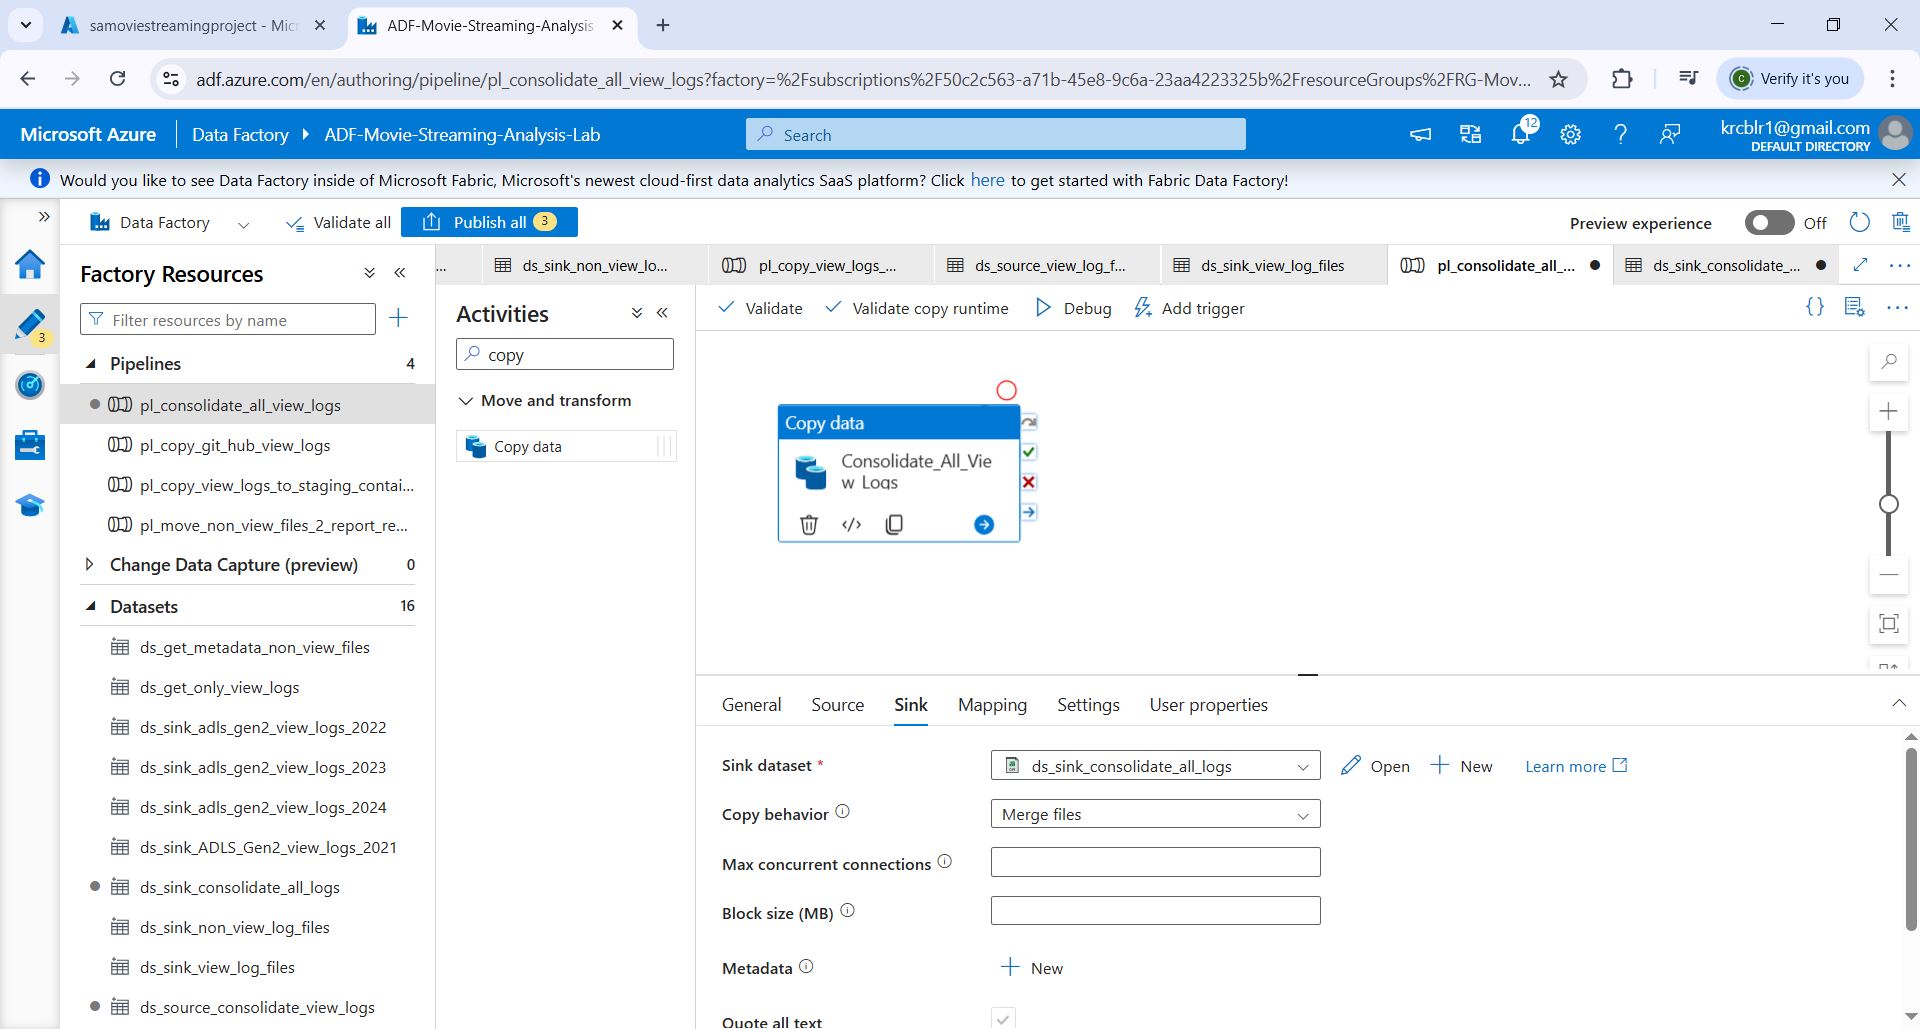 samoviestreamingproject - Micr
ADF-Movie-Streaming-Analysis
adf.azure.com/en/authoring/pipeline/pl_consolidate_all_view_logs?factory=%2Fsubscriptions%2F50c2c563-a71b-45e8-9c6a-23aa4223325b%2FresourceGroups%2FRG-Mov...
Verify it's you
Microsoft Azure
Data Factory
ADF-Movie-Streaming-Analysis-Lab
Search
12
krcblr1@gmail.com
DEFAULT DIRECTORY
Would you like to see Data Factory inside of Microsoft Fabric, Microsoft's newest cloud-first data analytics SaaS platform? Click here to get started with Fabric Data Factory!
Data Factory
Validate all
Publish all 3
Preview experience
Off
Factory Resources
Filter resources by name
3
Pipelines 4
pl_consolidate_all_view_logs
pl_copy_git_hub_view_logs
pl_copy_view_logs_to_staging_contai...
pl_move_non_view_files_2_report_re...
Change Data Capture (preview) 0
Datasets 16
ds_get_metadata_non_view_files
ds_get_only_view_logs
ds_sink_adls_gen2_view_logs_2022
ds_sink_adls_gen2_view_logs_2023
ds_sink_adls_gen2_view_logs_2024
ds_sink_ADLS_Gen2_view_logs_2021
ds_sink_consolidate_all_logs
ds_sink_non_view_log_files
ds_sink_view_log_files
ds_source_consolidate_view_logs
...
ds_sink_non_view_lo...
pl_copy_view_logs_...
ds_source_view_log_f...
ds_sink_view_log_files
pl_consolidate_all_...
ds_sink_consolidate_...
Activities
copy
Move and transform
Copy data
Validate
Validate copy runtime
Debug
Add trigger
Copy data
Consolidate_All_Vie
w_Logs
General
Source
Sink
Mapping
Settings
User properties
Sink dataset *
ds_sink_consolidate_all_logs
Open
New
Learn more
Copy behavior
Merge files
Max concurrent connections
Block size (MB)
Metadata
New
Quote all text